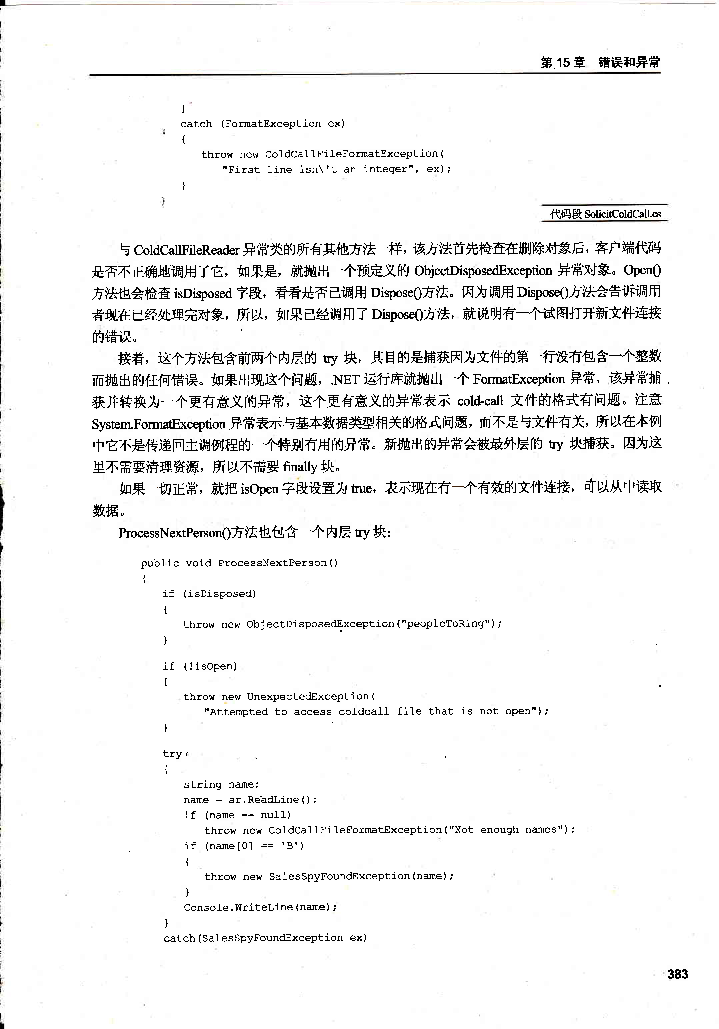 第 15 章 错误和异常
}
catch (FormatException ex)
{
throw new ColdCallFileFormatException(
"First line isn\'t an integer", ex);
}
}
代码段 SolicitColdCall.cs
与 ColdCallFileReader 异常类的所有其他方法一样，该方法首先检查在删除对象后，客户端代码
是否不正确地调用了它，如果是，就抛出一个预定义的 ObjectDisposedException 异常对象。Open()
方法也会检查 isDisposed 字段，看看是否已调用 Dispose()方法。因为调用 Dispose()方法会告诉调用
者现在已经处理完对象，所以，如果已经调用了 Dispose()方法，就说明有一个试图打开新文件连接
的错误。
接着，这个方法包含前两个内层的 try 块，其目的是捕获因为文件的第一行没有包含一个整数
而抛出的任何错误。如果出现这个问题，.NET 运行库就抛出一个 FormatException 异常，该异常捕
获并转换为一个更有意义的异常，这个更有意义的异常表示 cold-call 文件的格式有问题。注意
System.FormatException 异常表示与基本数据类型相关的格式问题，而不是与文件有关，所以在本例
中它不是传递回主调例程的一个特别有用的异常。新抛出的异常会被最外层的 try 块捕获。因为这
里不需要清理资源，所以不需要 finally 块。
如果一切正常，就把 isOpen 字段设置为 true，表示现在有一个有效的文件连接，可以从中读取
数据。
ProcessNextPerson()方法也包含一个内层 try 块：
public void ProcessNextPerson()
{
if (isDisposed)
{
throw new ObjectDisposedException("peopleToRing");
}
if (!isOpen)
{
throw new UnexpectedException(
"Attempted to access coldcall file that is not open");
}
try
{
string name;
name = sr.ReadLine();
if (name == null)
throw new ColdCallFileFormatException("Not enough names");
if (name[0] == 'B')
{
throw new SalesSpyFoundException(name);
}
Console.WriteLine(name);
}
catch(SalesSpyFoundException ex)
383